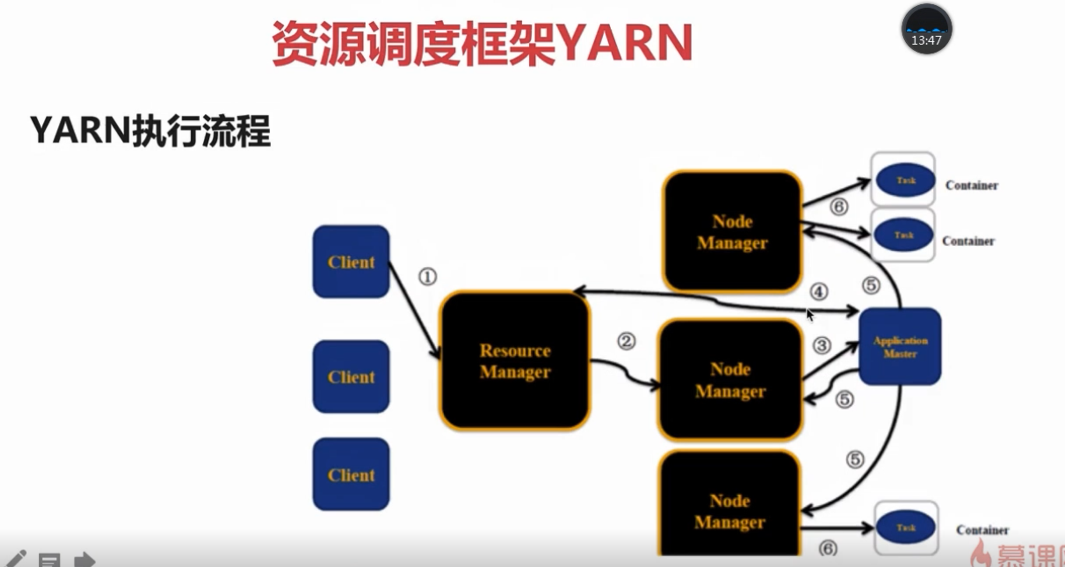 资源调度框架YARN
13:47
YARN执行流程
Task
Container
⑥
Node
Manager
Task
Container
Client
①
⑤
④
Resource
Manager
②
③
Application
Master
Client
Node
Manager
⑤
⑤
Client
Node
Manager
Task
Container
⑥
慕课网